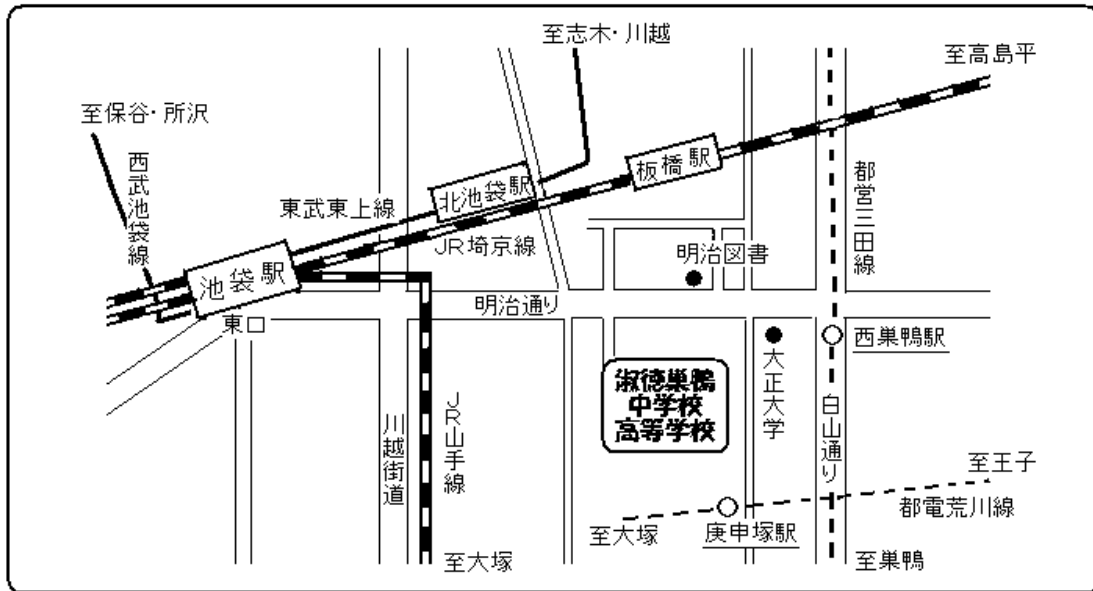 至志木・川越
至高島平
至保谷・所沢
西武池袋線
板橋駅
北池袋駅
都営三田線
東武東上線
JR埼京線
明治図書
池袋駅
明治通り
東口
西巣鴨駅
大正大学
淑徳巣鴨
中学校
高等学校
白山通り
JR山手線
川越街道
至王子
都電荒川線
至大塚
庚申塚駅
至大塚
至巣鴨